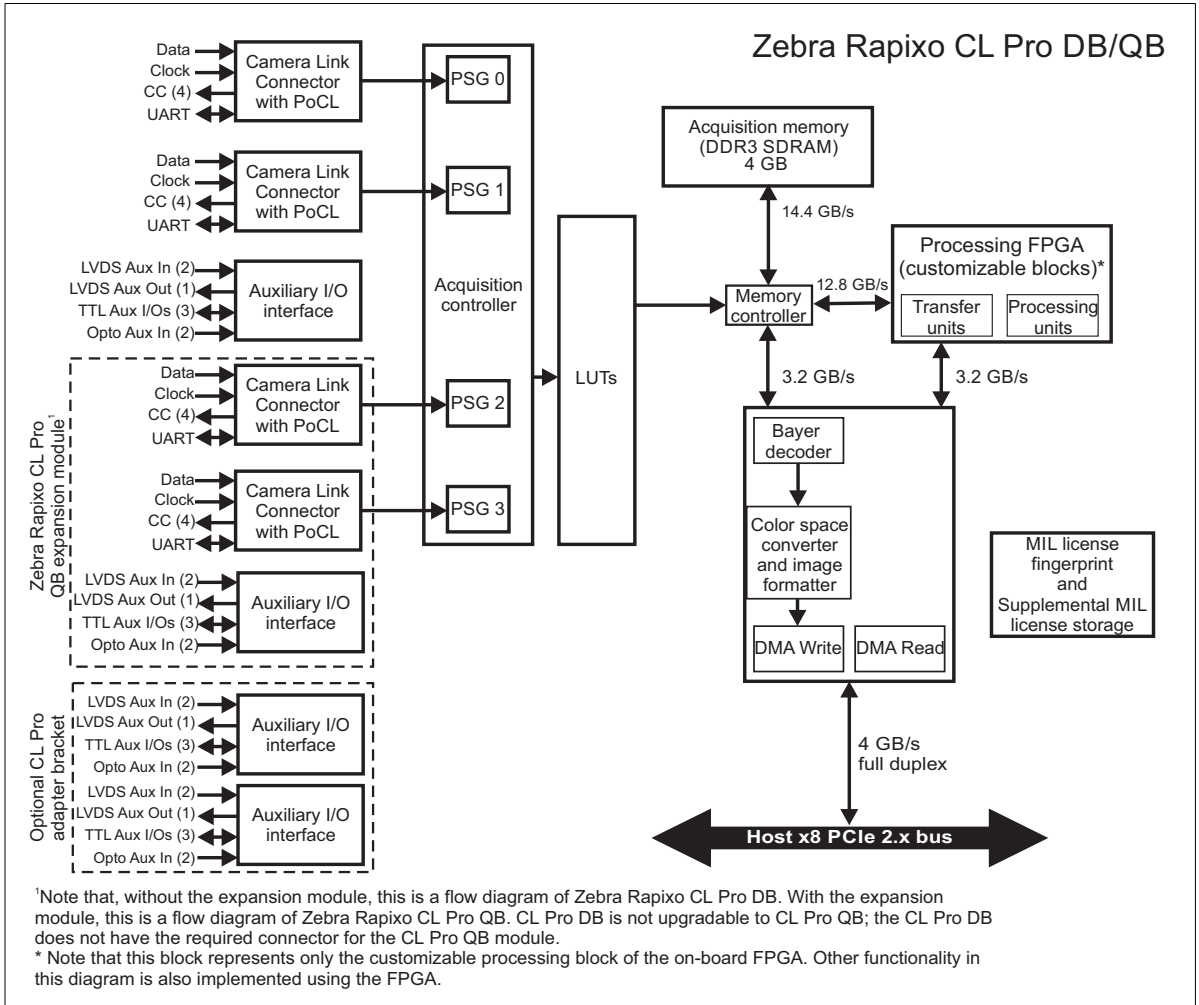 Zebra Rapixo CL Pro DB/QB
Data
Clock
CC (4)
UART
Camera Link
Connector
with PoCL
PSG 0
Data
Clock
CC (4)
UART
Camera Link
Connector
with PoCL
PSG 1
LVDS Aux In (2)
LVDS Aux Out (1)
TTL Aux I/Os (3)
Opto Aux In (2)
Auxiliary I/O
interface
Acquisition
controller
Zebra Rapixo CL Pro
QB expansion module¹
Data
Clock
CC (4)
UART
Camera Link
Connector
with PoCL
PSG 2
Data
Clock
CC (4)
UART
Camera Link
Connector
with PoCL
PSG 3
LVDS Aux In (2)
LVDS Aux Out (1)
TTL Aux I/Os (3)
Opto Aux In (2)
Auxiliary I/O
interface
Optional CL Pro
adapter bracket
LVDS Aux In (2)
LVDS Aux Out (1)
TTL Aux I/Os (3)
Opto Aux In (2)
Auxiliary I/O
interface
LVDS Aux In (2)
LVDS Aux Out (1)
TTL Aux I/Os (3)
Opto Aux In (2)
Auxiliary I/O
interface
LUTs
Acquisition memory
(DDR3 SDRAM)
4 GB
14.4 GB/s
Memory
controller
12.8 GB/s
Processing FPGA
(customizable blocks)*
Transfer
units
Processing
units
3.2 GB/s
3.2 GB/s
Bayer
decoder
Color space
converter
and image
formatter
DMA Write
DMA Read
MIL license
fingerprint
and
Supplemental MIL
license storage
4 GB/s
full duplex
Host x8 PCIe 2.x bus
¹Note that, without the expansion module, this is a flow diagram of Zebra Rapixo CL Pro DB. With the expansion
module, this is a flow diagram of Zebra Rapixo CL Pro QB. CL Pro DB is not upgradable to CL Pro QB; the CL Pro DB
does not have the required connector for the CL Pro QB module.
* Note that this block represents only the customizable processing block of the on-board FPGA. Other functionality in
this diagram is also implemented using the FPGA.